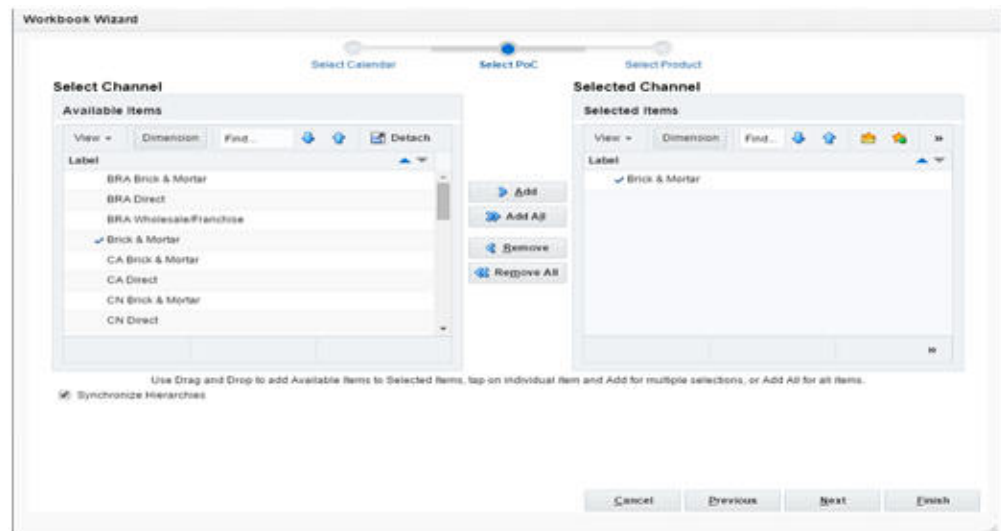 Workbook Wizard
Select Calendar
Select PoC
Select Product
Select Channel
Available Items
View
Dimension
Find...
Detach
Label
BRA Brick & Mortar
BRA Direct
BRA Wholesale/Franchise
Brick & Mortar
CA Brick & Mortar
CA Direct
CN Brick & Mortar
CN Direct
Add
Add All
Remove
Remove All
Selected Channel
Selected Items
View
Dimension
Find...
»
Label
Brick & Mortar
»
Use Drag and Drop to add Available Items to Selected Items, tap on individual item and Add for multiple selections, or Add All for all items.
Synchronize Hierarchies
Cancel
Previous
Next
Finish